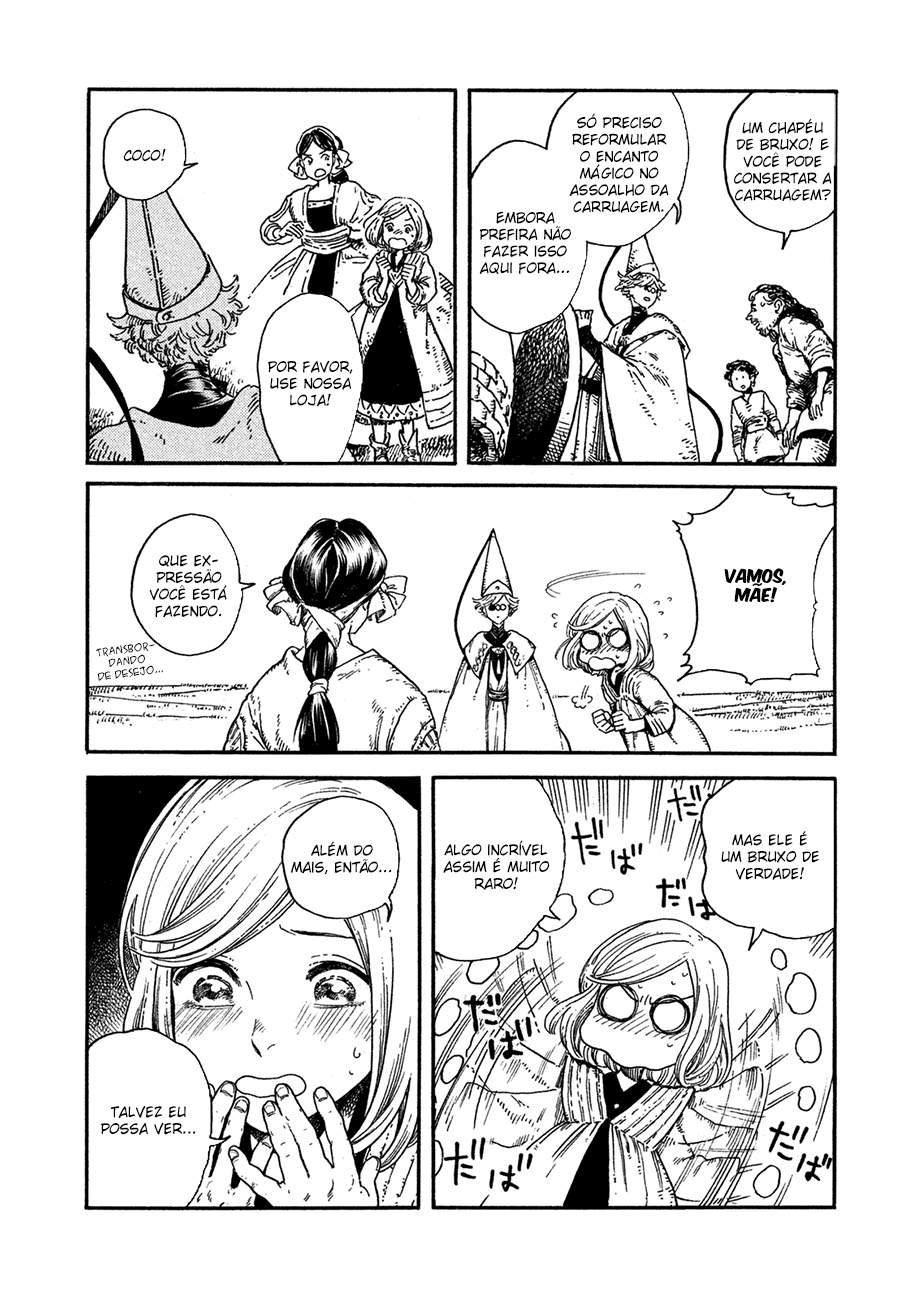 UM CHAPÉU
DE BRUXO! E
VOCÊ PODE
CONSERTAR A
CARRUAGEM?
SÓ PRECISO
REFORMULAR
O ENCANTO
MÁGICO NO
ASSOALHO DA
CARRUAGEM.
EMBORA
PREFIRA NÃO
FAZER ISSO
AQUI FORA...
COCO!
POR FAVOR,
USE NOSSA
LOJA!
VAMOS,
MÃE!
QUE EX-
PRESSÃO
VOCÊ ESTÁ
FAZENDO.
TRANSBOR-
DANDO
DE DESEJO...
MAS ELE É
UM BRUXO DE
VERDADE!
ALGO INCRÍVEL
ASSIM É MUITO
RARO!
だば
だば
だば
だば
だば
ALÉM DO
MAIS, ENTÃO...
TALVEZ EU
POSSA VER...